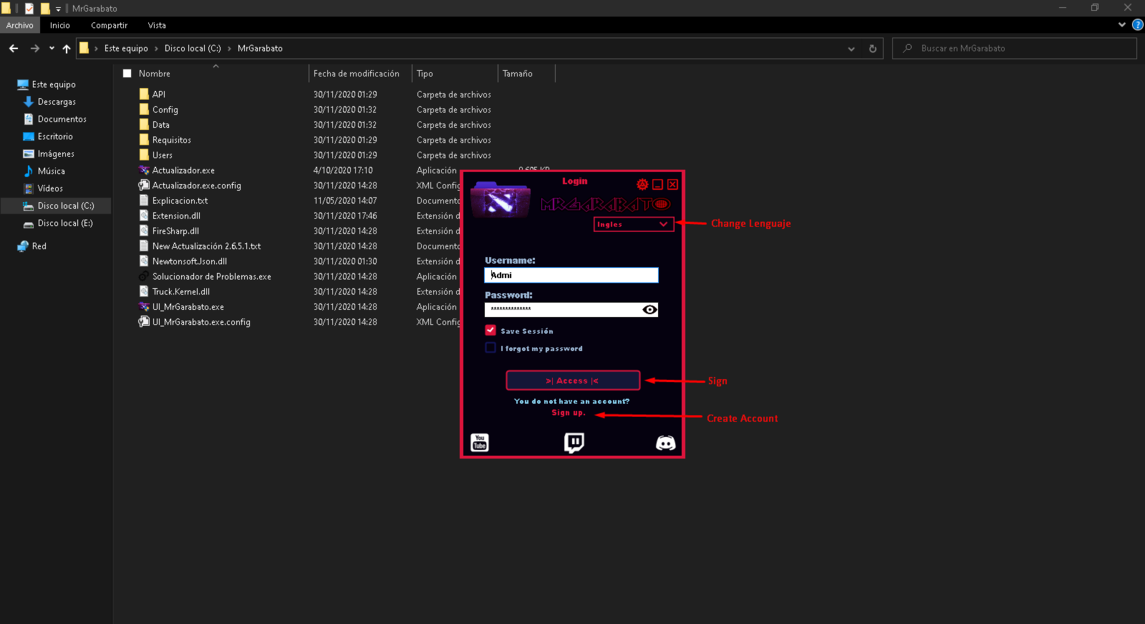 MrGarabato
Archivo Inicio Compartir Vista
Este equipo Disco local (C:) MrGarabato
Buscar en MrGarabato
Este equipo
Descargas
Documentos
Escritorio
Imágenes
Música
Vídeos
Disco local (C:)
Disco local (E:)
Red
Nombre Fecha de modificación Tipo Tamaño
API 30/11/2020 01:29 Carpeta de archivos
Config 30/11/2020 01:32 Carpeta de archivos
Data 30/11/2020 01:32 Carpeta de archivos
Requisitos 30/11/2020 01:29 Carpeta de archivos
Users 30/11/2020 01:29 Carpeta de archivos
Actualizador.exe 4/10/2020 17:10 Aplicación
Actualizador.exe.config 30/11/2020 14:28 XML Config
Explicacion.txt 11/05/2020 14:07 Documento
Extension.dll 30/11/2020 17:46 Extensión d
FireSharp.dll 30/11/2020 14:28 Extensión d
New Actualización 2.6.5.1.txt 30/11/2020 14:28 Documento
Newtonsoft.Json.dll 30/11/2020 01:30 Extensión d
Solucionador de Problemas.exe 30/11/2020 14:28 Aplicación
Truck.Kernel.dll 30/11/2020 14:28 Extensión d
UI_MrGarabato.exe 30/11/2020 14:28 Aplicación
UI_MrGarabato.exe.config 30/11/2020 14:28 XML Config
Login
MRGARABATO
Ingles
Change Lenguaje
Username:
Admi
Password:
**************
Save Sessión
I forgot my password
>| Access |<
Sign
You do not have an account?
Sign up.
Create Account
You
Tube